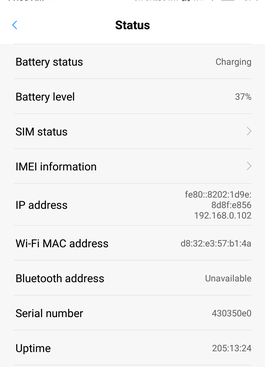 Status
Battery status
Charging
Battery level
37%
SIM status
IMEI information
IP address
fe80::8202:1d9e:
8d8f:e856
192.168.0.102
Wi-Fi MAC address
d8:32:e3:57:b1:4a
Bluetooth address
Unavailable
Serial number
430350e0
Uptime
205:13:24